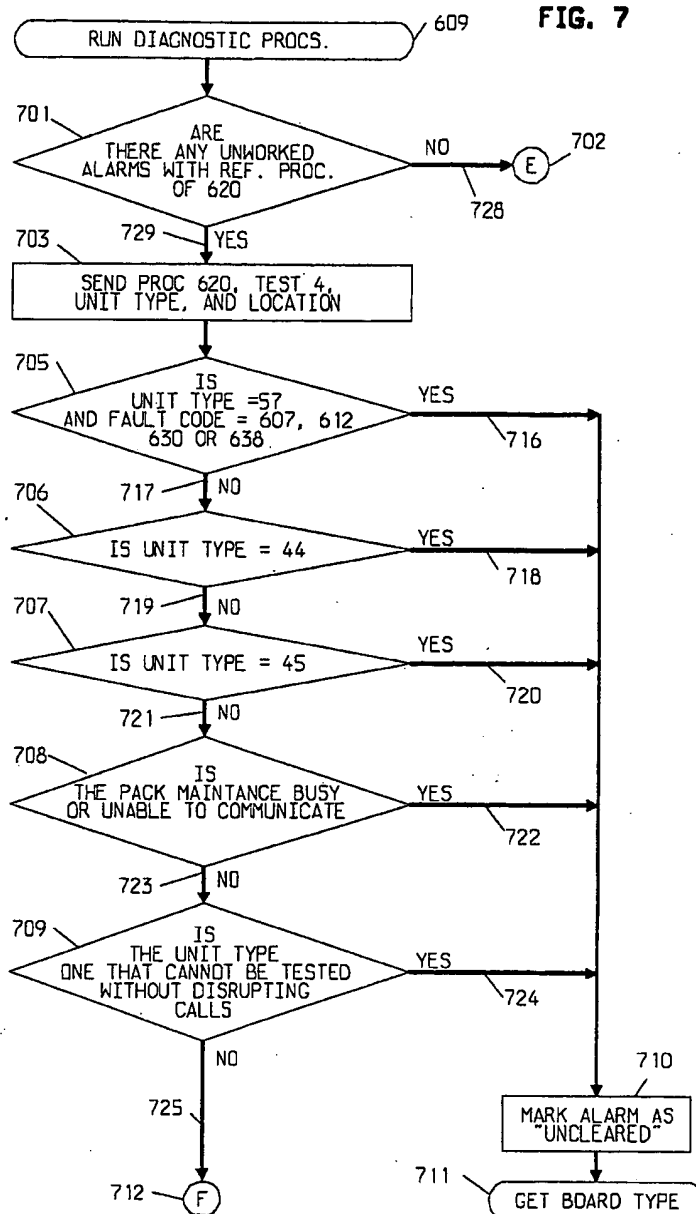 FIG. 7
RUN DIAGNOSTIC PROCS.
609
701
ARE
THERE ANY UNWORKED
ALARMS WITH REF. PROC.
OF 620
NO
E
702
728
729
YES
703
SEND PROC 620, TEST 4,
UNIT TYPE, AND LOCATION
705
IS
UNIT TYPE =57
AND FAULT CODE = 607, 612
630 OR 638
YES
716
717
NO
706
IS UNIT TYPE = 44
YES
718
719
NO
707
IS UNIT TYPE = 45
YES
720
721
NO
708
IS
THE PACK MAINTANCE BUSY
OR UNABLE TO COMMUNICATE
YES
722
723
NO
709
IS
THE UNIT TYPE
ONE THAT CANNOT BE TESTED
WITHOUT DISRUPTING
CALLS
YES
724
NO
725
710
MARK ALARM AS
"UNCLEARED"
712
F
711
GET BOARD TYPE